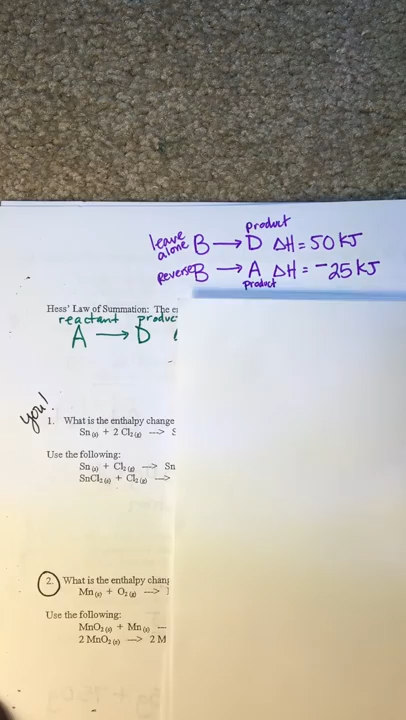 product
leave alone B → D ΔH = 50 KJ
Reverse B → A ΔH = -25 KJ
product
Hess' Law of Summation: The
reactant produc
A → D
you!
1. What is the enthalpy change
Sn (s) + 2 Cl2 (g) --->
Use the following:
Sn (s) + Cl2 (g) ---> Sn
SnCl2 (s) + Cl2 (g) --->
2. What is the enthalpy chang
Mn (s) + O2 (g) --->
Use the following:
MnO2 (s) + Mn (s) ---
2 MnO2 (s) ---> 2 M